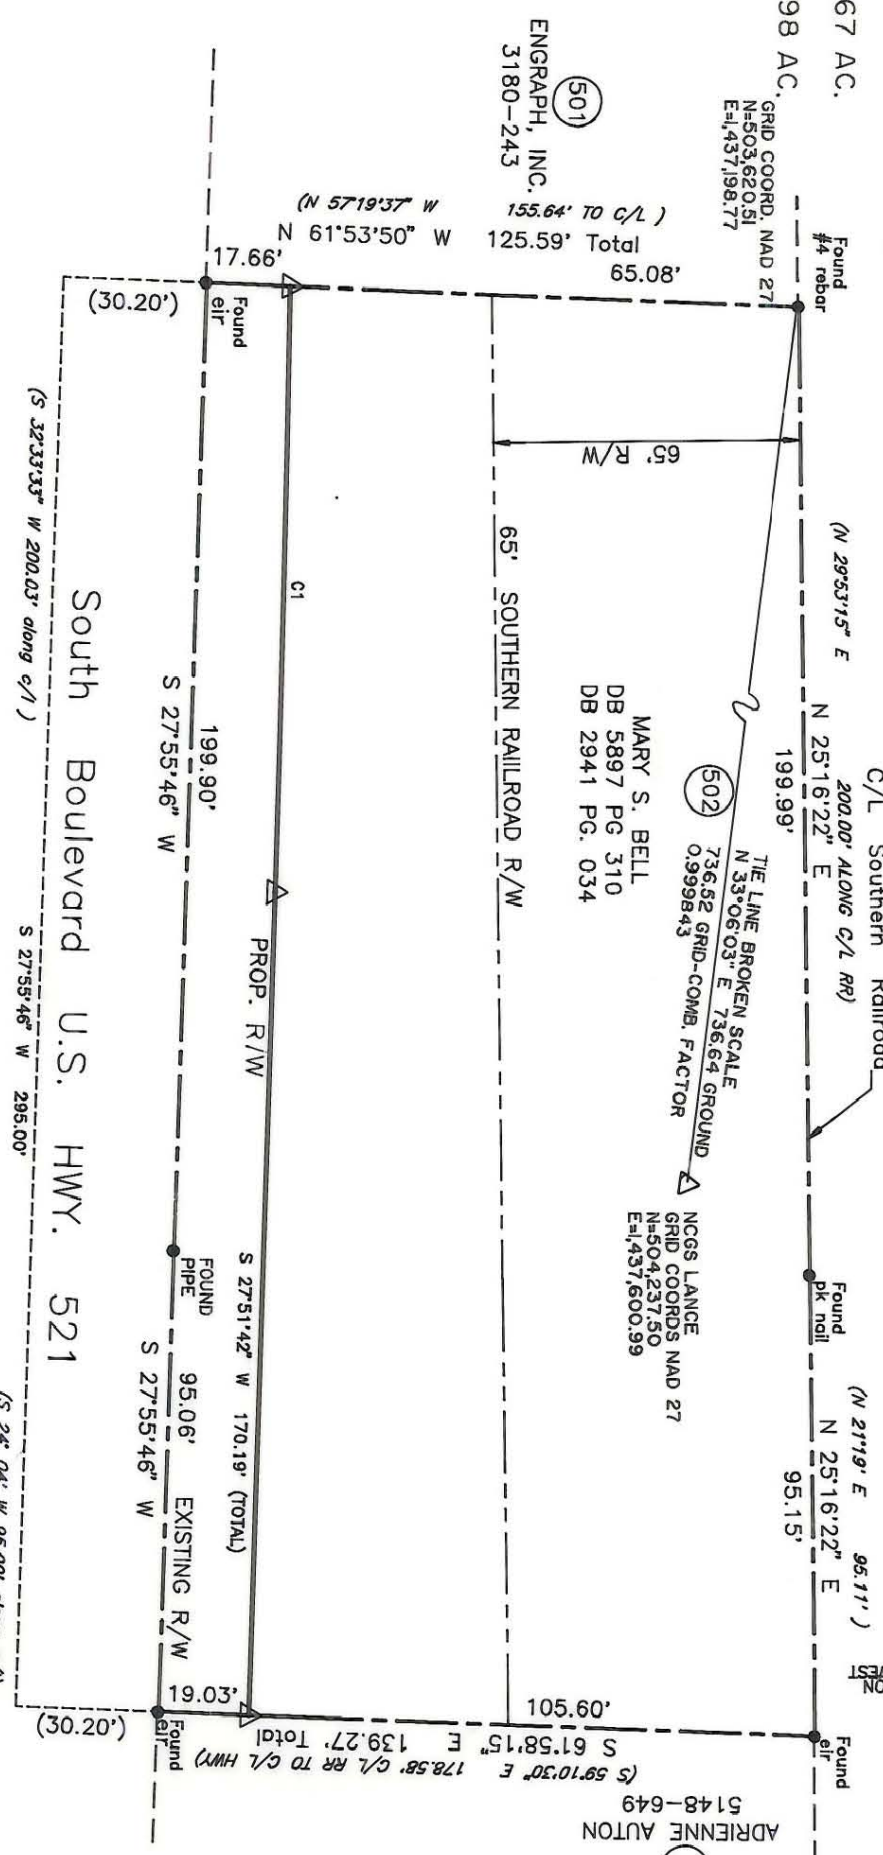 67 AC.
98 AC.
GRID COORD. NAD 27
N=503,620.51
E=1,437,198.77
501
ENGRAPH, INC.
3180-243
(N 57°19'37" W 155.64' TO C/L )
N 61°53'50" W 125.59' Total
17.66'
65.08'
Found
#4 rebar
(30.20')
Found
eir
65' R/W
C/L Southern Railroad
(N 29°53'15" E 200.00' ALONG C/L RR)
N 25°16'22" E
199.99'
TIE LINE BROKEN SCALE
N 33°06'03" E 736.64 GROUND
736.52 GRID-COMB. FACTOR
0.999843
502
MARY S. BELL
DB 5897 PG 310
DB 2941 PG. 034
65' SOUTHERN RAILROAD R/W
C1
PROP. R/W
199.90'
S 27°55'46" W
South Boulevard U.S. HWY. 521
(S 32°33'33" W 200.03' along c/l )
S 27°55'46" W 295.00'
NCGS LANCE
GRID COORDS NAD 27
N=504,237.50
E=1,437,600.99
Found
pk nail
(N 21°19' E 95.11' )
N 25°16'22" E
95.15'
S 27°51'42" W 170.19' (TOTAL)
FOUND
PIPE
95.06' EXISTING R/W
S 27°55'46" W
19.03'
105.60'
S 61°58'15" E 139.27' Total
(S 59°10'30" E 178.58' C/L RR TO C/L HWY)
Found
eir
Found
eir
(30.20')
5148-649
ADRIENNE AUTON